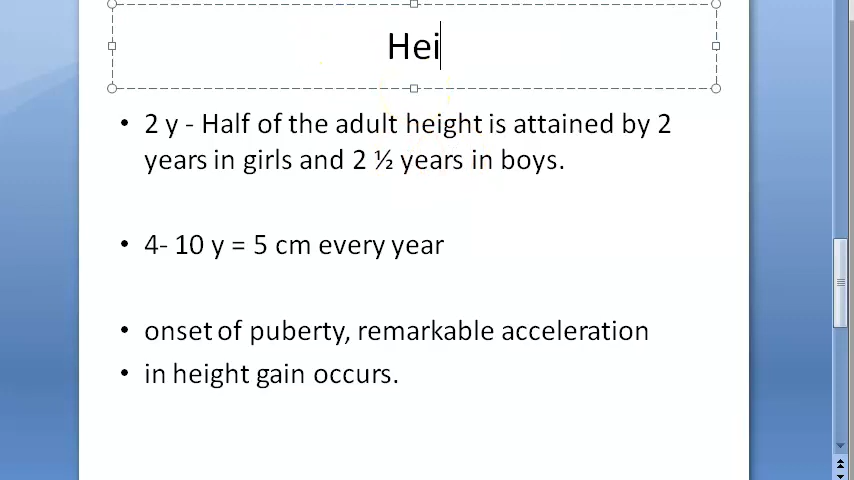 Hei
• 2 y - Half of the adult height is attained by 2
years in girls and 2 ½ years in boys.
• 4- 10 y = 5 cm every year
• onset of puberty, remarkable acceleration
• in height gain occurs.